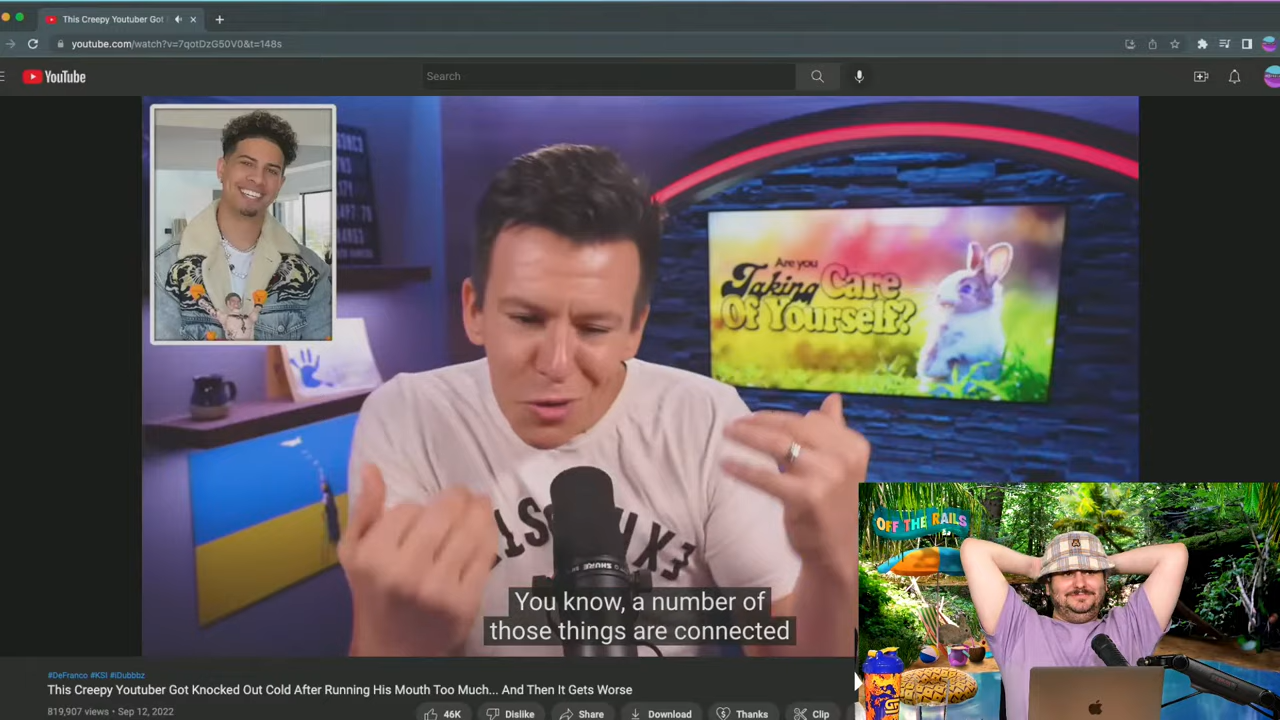 This Creepy Youtuber Got
youtube.com/watch?v=7qotDzG50V0&t=148s
YouTube
Search
Are you
Taking Care
Of Yourself?
SHURE
You know, a number of
those things are connected
OFF THE RAILS
#DeFranco #KSI #iDubbbz
This Creepy Youtuber Got Knocked Out Cold After Running His Mouth Too Much... And Then It Gets Worse
819,907 views • Sep 12, 2022
46K
Dislike
Share
Download
Thanks
Clip